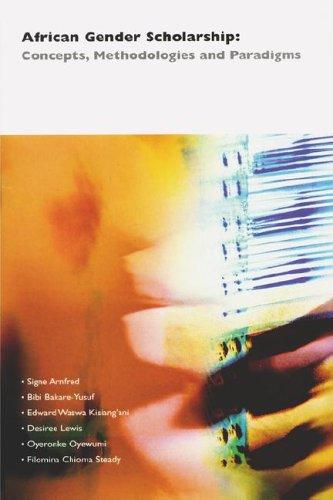 African Gender Scholarship:
Concepts, Methodologies and Paradigms
• Signe Arnfred
• Bibi Bakare-Yusuf
• Edward Waswa Kisiang'ani
• Desiree Lewis
• Oyeronke Oyewumi
• Filomina Chioma Steady